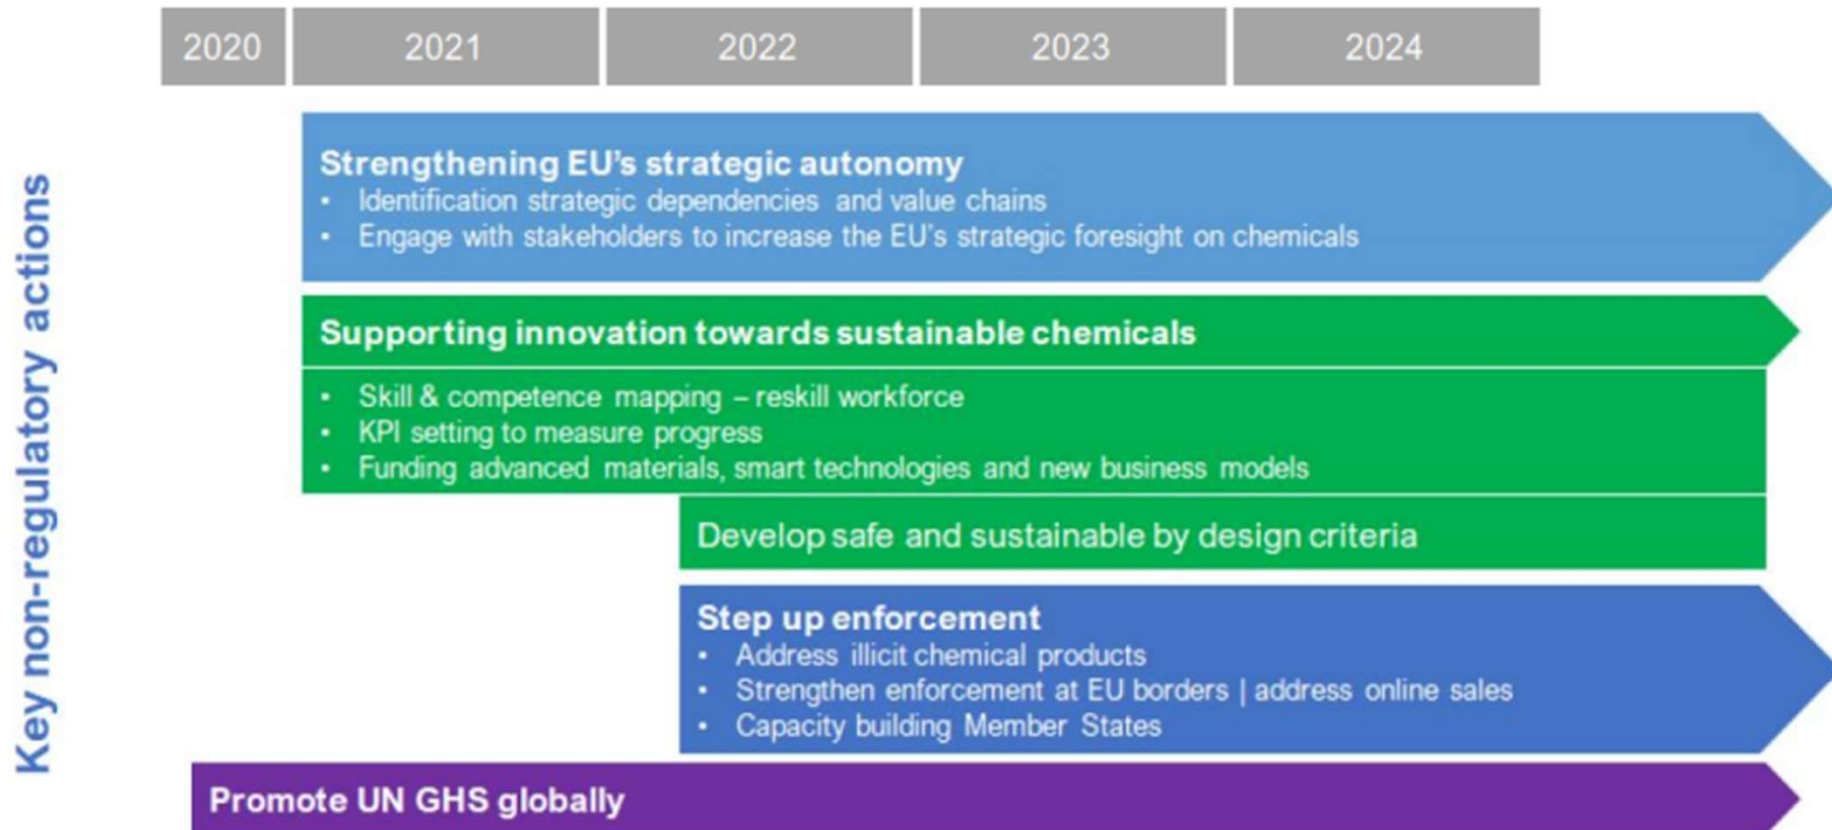 2020 2021 2022 2023 2024
Key non-regulatory actions
Strengthening EU's strategic autonomy
• Identification strategic dependencies and value chains
• Engage with stakeholders to increase the EU's strategic foresight on chemicals
Supporting innovation towards sustainable chemicals
• Skill & competence mapping – reskill workforce
• KPI setting to measure progress
• Funding advanced materials, smart technologies and new business models
Develop safe and sustainable by design criteria
Step up enforcement
• Address illicit chemical products
• Strengthen enforcement at EU borders | address online sales
• Capacity building Member States
Promote UN GHS globally